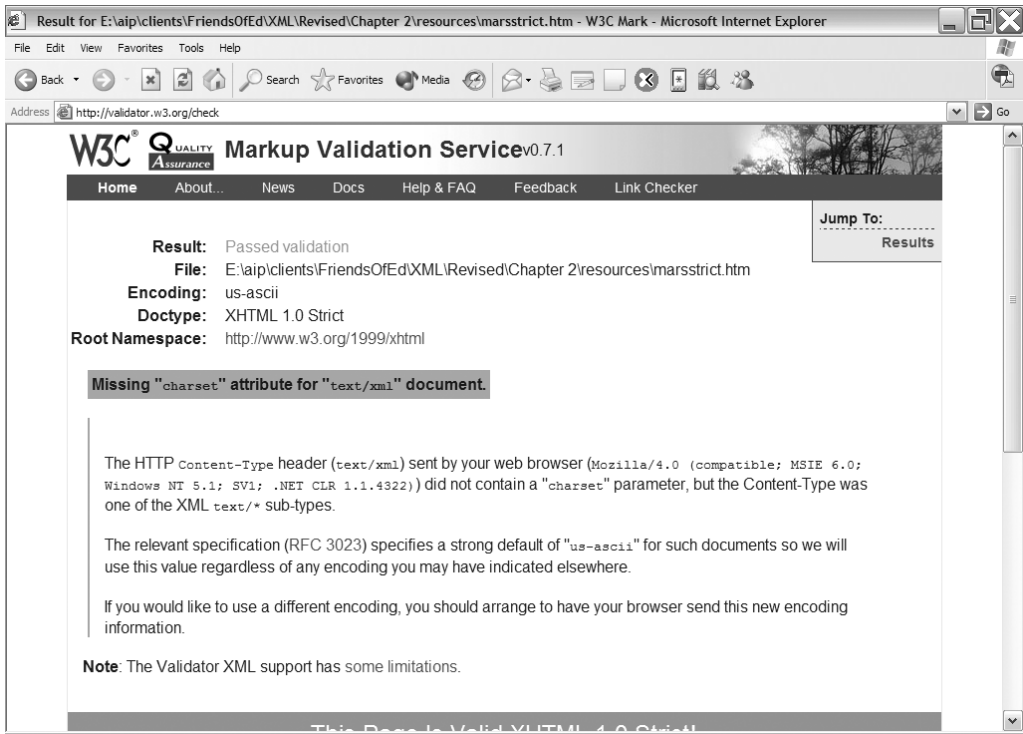 Result for E:\aip\clients\FriendsOfEd\XML\Revised\Chapter 2\resources\marsstrict.htm - W3C Mark - Microsoft Internet Explorer
File Edit View Favorites Tools Help
Back Search Favorites Media
Address http://validator.w3.org/check Go
W3C® QUALITY Assurance Markup Validation Service v0.7.1
Home About... News Docs Help & FAQ Feedback Link Checker
Jump To:
Results
Result: Passed validation
File: E:\aip\clients\FriendsOfEd\XML\Revised\Chapter 2\resources\marsstrict.htm
Encoding: us-ascii
Doctype: XHTML 1.0 Strict
Root Namespace: http://www.w3.org/1999/xhtml
Missing "charset" attribute for "text/xml" document.
The HTTP Content-Type header (text/xml) sent by your web browser (Mozilla/4.0 (compatible; MSIE 6.0;
Windows NT 5.1; SV1; .NET CLR 1.1.4322)) did not contain a "charset" parameter, but the Content-Type was
one of the XML text/* sub-types.
The relevant specification (RFC 3023) specifies a strong default of "us-ascii" for such documents so we will
use this value regardless of any encoding you may have indicated elsewhere.
If you would like to use a different encoding, you should arrange to have your browser send this new encoding
information.
Note: The Validator XML support has some limitations.
This Page Is Valid XHTML 1.0 Strict!